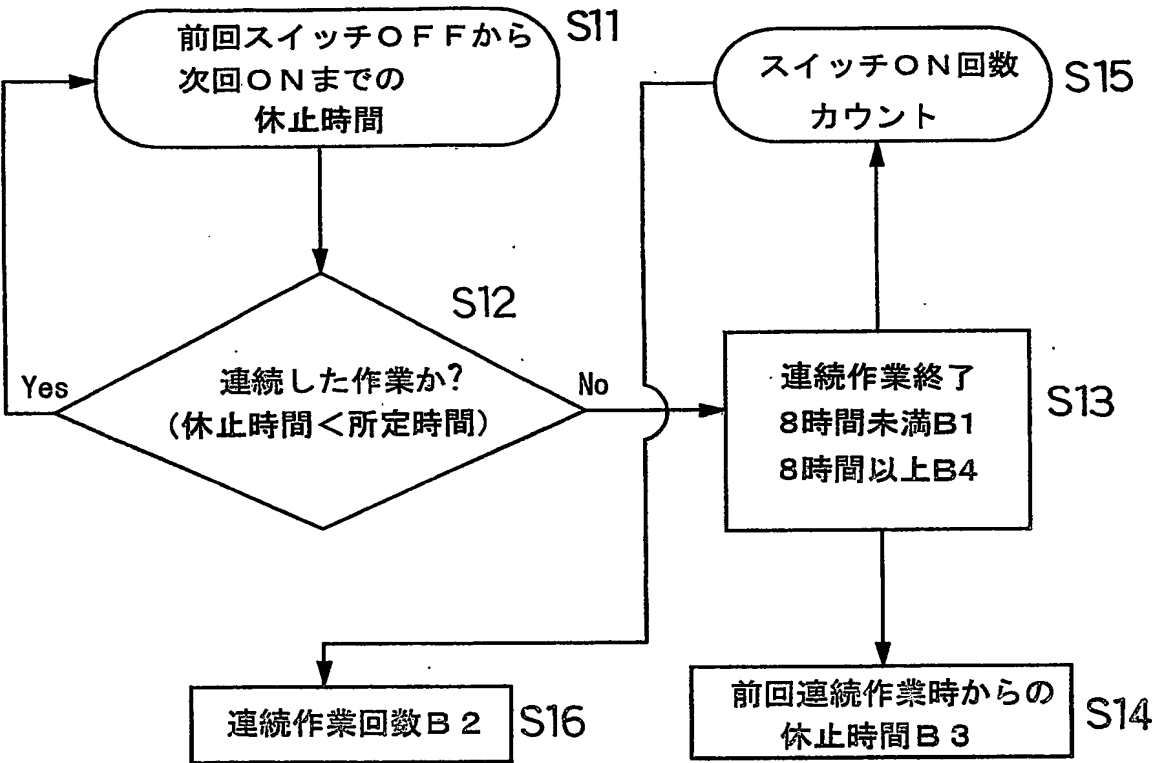 前回スイッチＯＦＦから
次回ＯＮまでの
休止時間
S11
スイッチＯＮ回数
カウント
S15
S12
連続した作業か?
(休止時間＜所定時間)
Yes
No
連続作業終了
8時間未満B1
8時間以上B4
S13
連続作業回数Ｂ２
S16
前回連続作業時からの
休止時間Ｂ３
S14